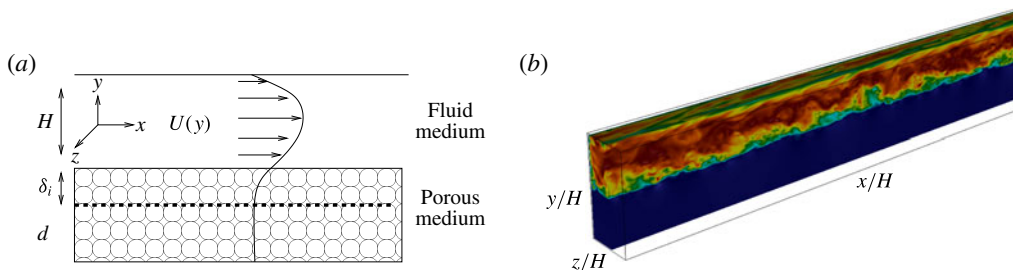 (a)
y
H
x
U(y)
z
Fluid
medium
δi
d
Porous
medium
(b)
y/H
x/H
z/H